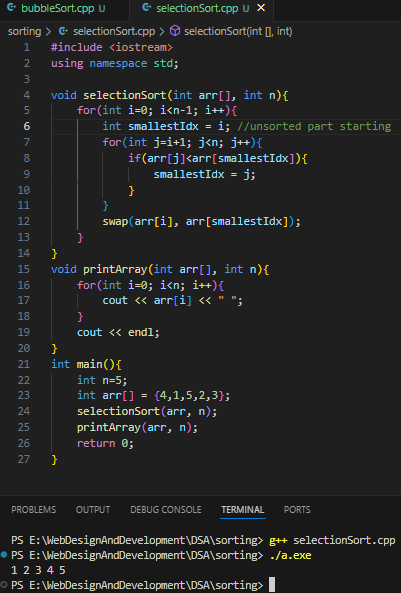 bubbleSort.cpp U    selectionSort.cpp U ×
sorting > selectionSort.cpp > selectionSort(int [], int)
1 #include <iostream>
2 using namespace std;
3
4 void selectionSort(int arr[], int n){
5     for(int i=0; i<n-1; i++){
6         int smallestIdx = i; //unsorted part starting
7         for(int j=i+1; j<n; j++){
8             if(arr[j]<arr[smallestIdx]){
9                 smallestIdx = j;
10             }
11         }
12         swap(arr[i], arr[smallestIdx]);
13     }
14 }
15 void printArray(int arr[], int n){
16     for(int i=0; i<n; i++){
17         cout << arr[i] << " ";
18     }
19     cout << endl;
20 }
21 int main(){
22     int n=5;
23     int arr[] = {4,1,5,2,3};
24     selectionSort(arr, n);
25     printArray(arr, n);
26     return 0;
27 }
PROBLEMS OUTPUT DEBUG CONSOLE TERMINAL PORTS
PS E:\WebDesignAndDevelopment\DSA\sorting> g++ selectionSort.cpp
PS E:\WebDesignAndDevelopment\DSA\sorting> ./a.exe
1 2 3 4 5
PS E:\WebDesignAndDevelopment\DSA\sorting>